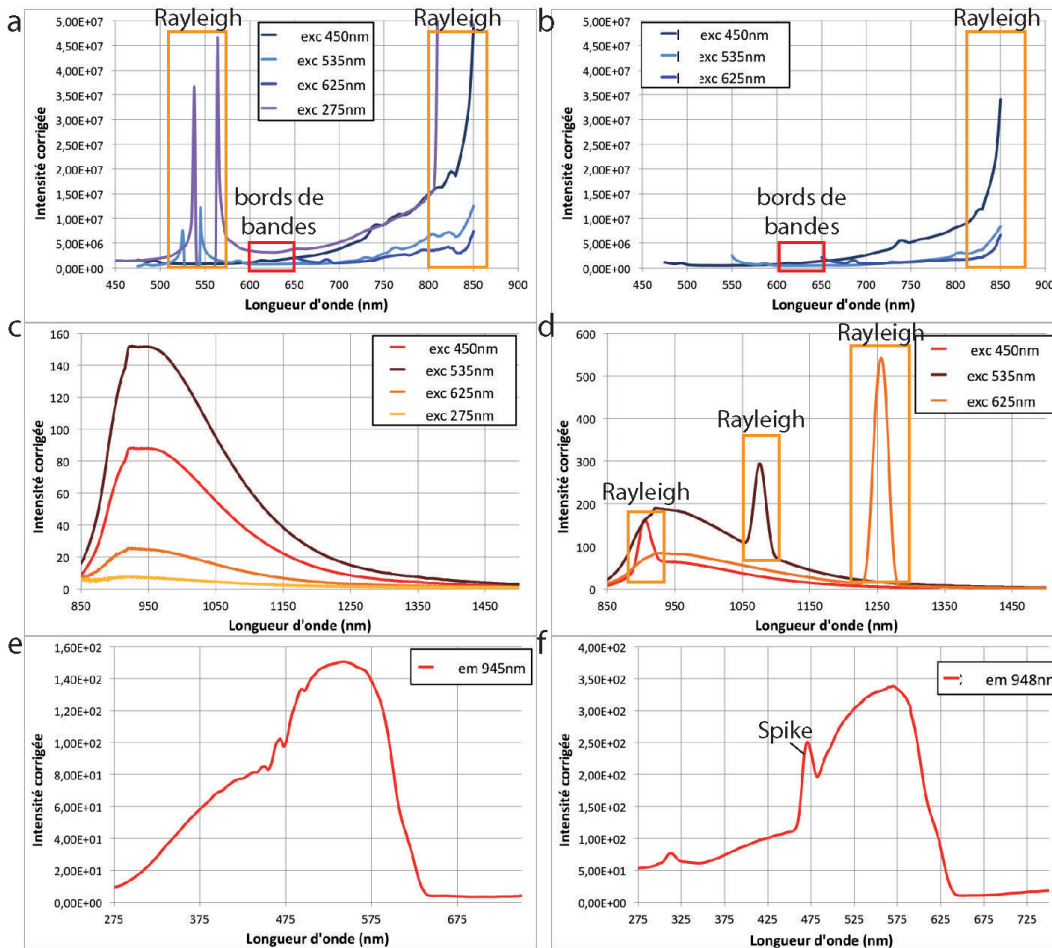 a
Rayleigh
Rayleigh
5,00E+07
4,50E+07
4,00E+07
3,50E+07
3,00E+07
2,50E+07
2,00E+07
1,50E+07
1,00E+07
5,00E+06
0,00E+00
Intensité corrigée
exc 450nm
exc 535nm
exc 625nm
exc 275nm
bords de
bandes
450 500 550 600 650 700 750 800 850 900
Longueur d'onde (nm)
b
Rayleigh
5,00E+07
4,50E+07
4,00E+07
3,50E+07
3,00E+07
2,50E+07
2,00E+07
1,50E+07
1,00E+07
5,00E+06
0,00E+00
Intensité corrigée
exc 450nm
exc 535nm
exc 625nm
bords de
bandes
450 500 550 600 650 700 750 800 850 900
Longueur d'onde (nm)
c
160
140
120
100
80
60
40
20
0
Intensité corrigée
exc 450nm
exc 535nm
exc 625nm
exc 275nm
850 950 1050 1150 1250 1350 1450
Longueur d'onde (nm)
d
Rayleigh
600
500
400
300
200
100
0
Intensité corrigée
exc 450nm
exc 535nm
exc 625nm
Rayleigh
Rayleigh
850 950 1050 1150 1250 1350 1450
Longueur d'onde (nm)
e
1,60E+02
1,40E+02
1,20E+02
1,00E+02
8,00E+01
6,00E+01
4,00E+01
2,00E+01
0,00E+00
Intensité corrigée
em 945nm
275 375 475 575 675
Longueur d'onde (nm)
f
4,00E+02
3,50E+02
3,00E+02
2,50E+02
2,00E+02
1,50E+02
1,00E+02
5,00E+01
0,00E+00
Intensité corrigée
em 948nm
Spike
275 325 375 425 475 525 575 625 675 725
Longueur d'onde (nm)